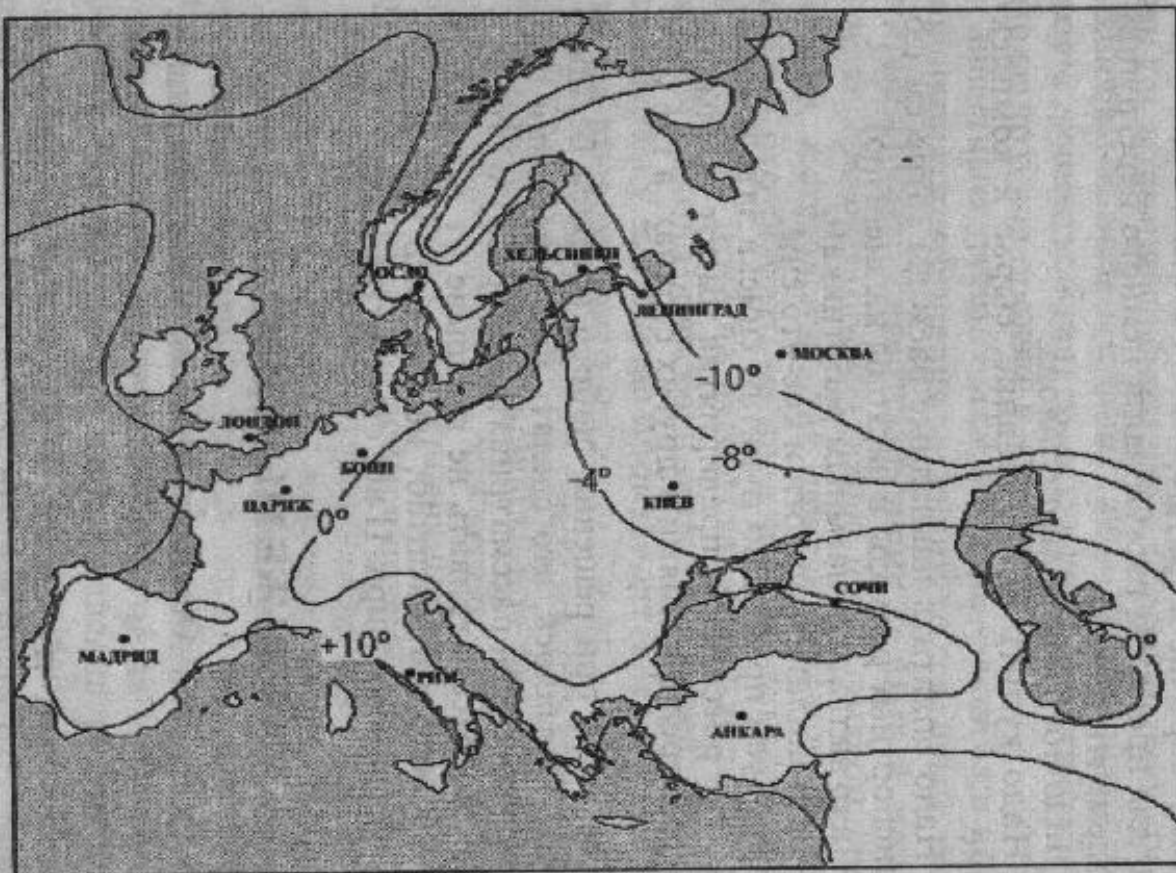 ХЕЛЬСИНКИ
ОСЛО
ЛЕНИНГРАД
МОСКВА
-10°
ЛОНДОН
БОНН
-8°
ПАРИЖ
-4°
КИЕВ
0°
СОЧИ
МАДРИД
+10°
РИМ
0°
АНКАРА